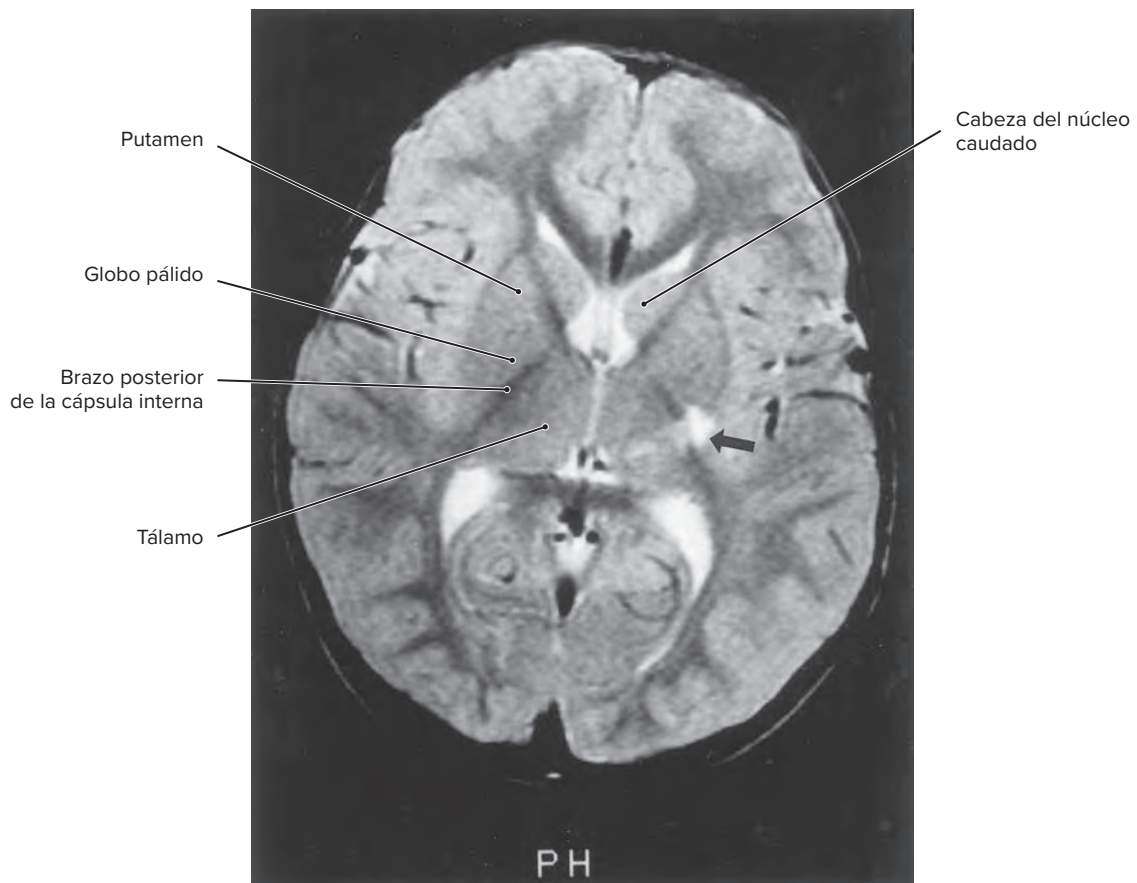 Putamen
Cabeza del núcleo
caudado
Globo pálido
Brazo posterior
de la cápsula interna
Tálamo
PH